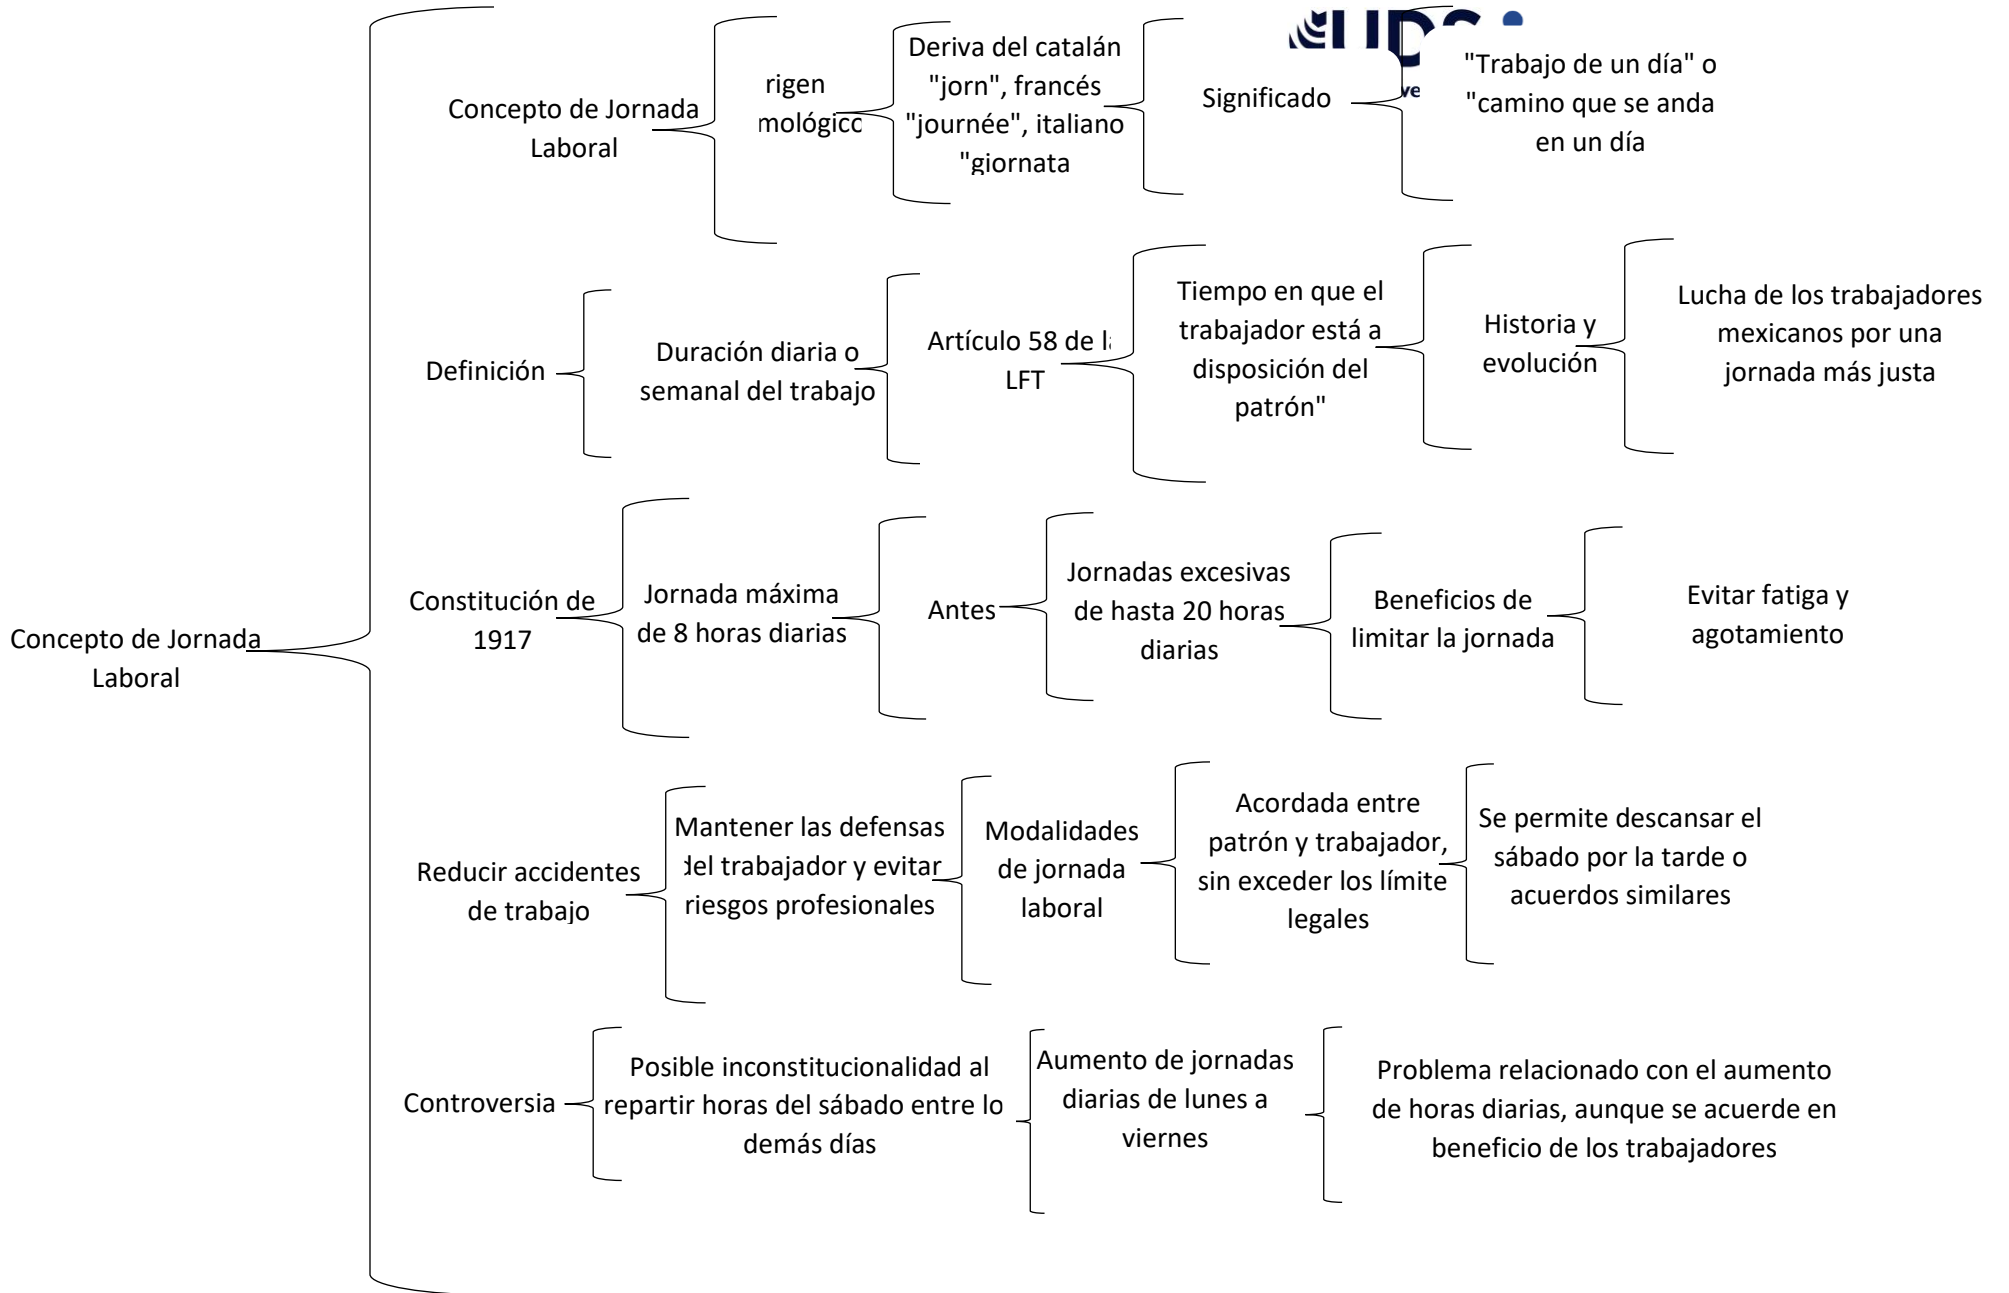 Concepto de Jornada
Laboral
Concepto de Jornada
Laboral
rigen
mológico
Deriva del catalán
"jorn", francés
"journée", italiano
"giornata
Significado
"Trabajo de un día" o
"camino que se anda
en un día
Definición
Duración diaria o
semanal del trabajo
Artículo 58 de la
LFT
Tiempo en que el
trabajador está a
disposición del
patrón"
Historia y
evolución
Lucha de los trabajadores
mexicanos por una
jornada más justa
Constitución de
1917
Jornada máxima
de 8 horas diarias
Antes
Jornadas excesivas
de hasta 20 horas
diarias
Beneficios de
limitar la jornada
Evitar fatiga y
agotamiento
Reducir accidentes
de trabajo
Mantener las defensas
del trabajador y evitar
riesgos profesionales
Modalidades
de jornada
laboral
Acordada entre
patrón y trabajador,
sin exceder los límite
legales
Se permite descansar el
sábado por la tarde o
acuerdos similares
Controversia
Posible inconstitucionalidad al
repartir horas del sábado entre lo
demás días
Aumento de jornadas
diarias de lunes a
viernes
Problema relacionado con el aumento
de horas diarias, aunque se acuerde en
beneficio de los trabajadores